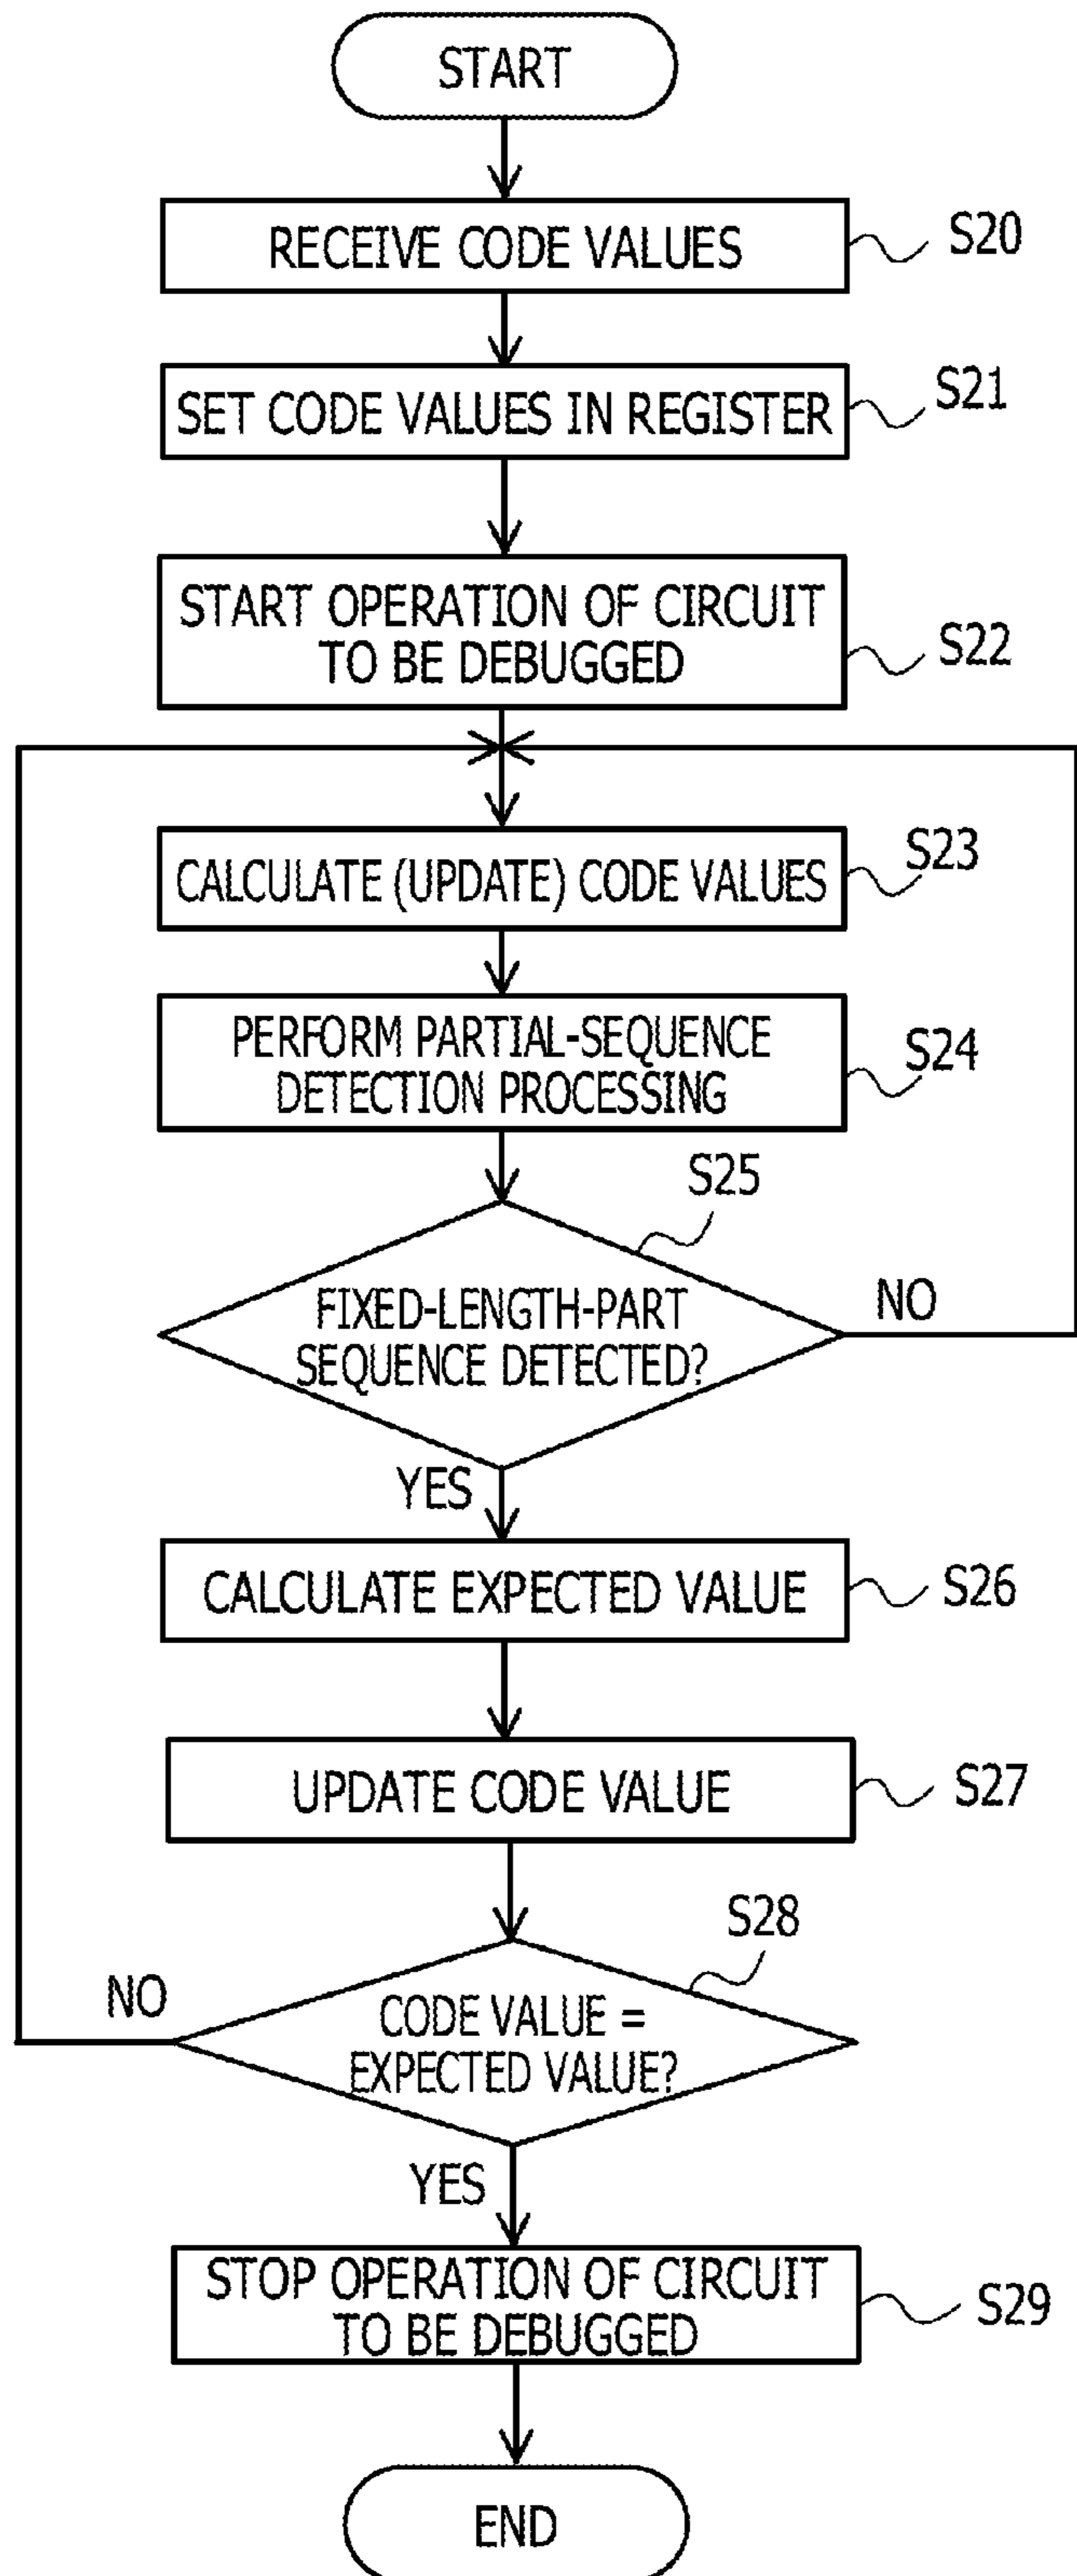 START
RECEIVE CODE VALUES
S20
SET CODE VALUES IN REGISTER
S21
START OPERATION OF CIRCUIT
TO BE DEBUGGED
S22
CALCULATE (UPDATE) CODE VALUES
S23
PERFORM PARTIAL-SEQUENCE
DETECTION PROCESSING
S24
S25
FIXED-LENGTH-PART
SEQUENCE DETECTED?
NO
YES
CALCULATE EXPECTED VALUE
S26
UPDATE CODE VALUE
S27
S28
NO
CODE VALUE =
EXPECTED VALUE?
YES
STOP OPERATION OF CIRCUIT
TO BE DEBUGGED
S29
END